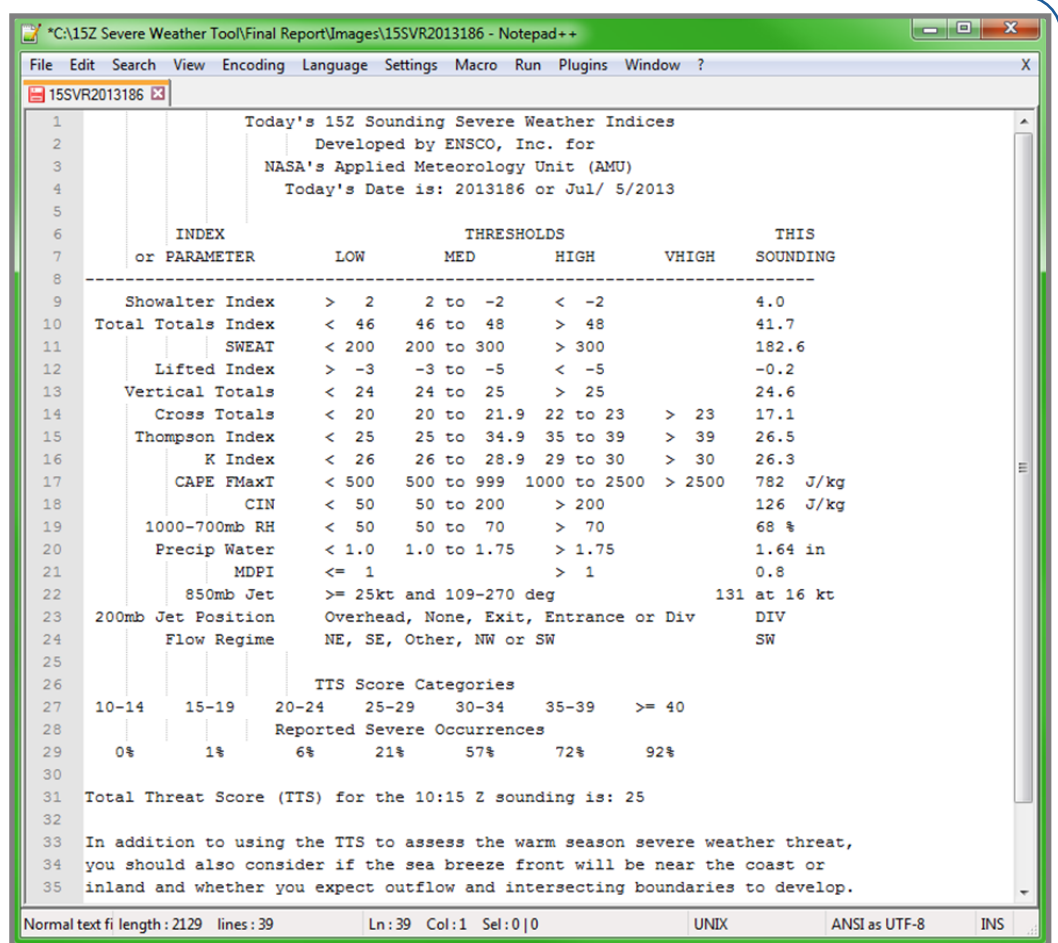 *C:\15Z Severe Weather Tool\Final Report\Images\15SVR2013186 - Notepad++
File Edit Search View Encoding Language Settings Macro Run Plugins Window ? X
15SVR2013186
1 Today's 15Z Sounding Severe Weather Indices
2 Developed by ENSCO, Inc. for
3 NASA's Applied Meteorology Unit (AMU)
4 Today's Date is: 2013186 or Jul/ 5/2013
5
6 INDEX THRESHOLDS THIS
7 or PARAMETER LOW MED HIGH VHIGH SOUNDING
8 -------------------------------------------------------------------------
9 Showalter Index > 2 2 to -2 < -2 4.0
10 Total Totals Index < 46 46 to 48 > 48 41.7
11 SWEAT < 200 200 to 300 > 300 182.6
12 Lifted Index > -3 -3 to -5 < -5 -0.2
13 Vertical Totals < 24 24 to 25 > 25 24.6
14 Cross Totals < 20 20 to 21.9 22 to 23 > 23 17.1
15 Thompson Index < 25 25 to 34.9 35 to 39 > 39 26.5
16 K Index < 26 26 to 28.9 29 to 30 > 30 26.3
17 CAPE FMaxT < 500 500 to 999 1000 to 2500 > 2500 782 J/kg
18 CIN < 50 50 to 200 > 200 126 J/kg
19 1000-700mb RH < 50 50 to 70 > 70 68 %
20 Precip Water < 1.0 1.0 to 1.75 > 1.75 1.64 in
21 MDPI <= 1 > 1 0.8
22 850mb Jet >= 25kt and 109-270 deg 131 at 16 kt
23 200mb Jet Position Overhead, None, Exit, Entrance or Div DIV
24 Flow Regime NE, SE, Other, NW or SW SW
25
26 TTS Score Categories
27 10-14 15-19 20-24 25-29 30-34 35-39 >= 40
28 Reported Severe Occurrences
29 0% 1% 6% 21% 57% 72% 92%
30
31 Total Threat Score (TTS) for the 10:15 Z sounding is: 25
32
33 In addition to using the TTS to assess the warm season severe weather threat,
34 you should also consider if the sea breeze front will be near the coast or
35 inland and whether you expect outflow and intersecting boundaries to develop.
Normal text fi length : 2129 lines : 39 Ln : 39 Col : 1 Sel : 0 | 0 UNIX ANSI as UTF-8 INS